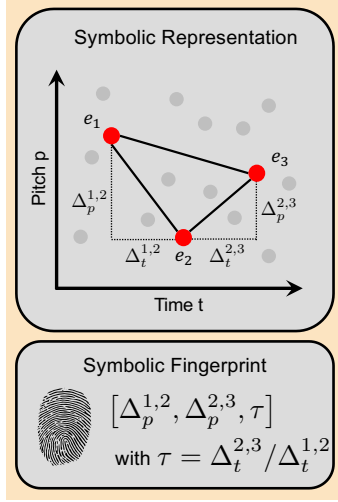 Symbolic Representation
e₁
e₃
Pitch p
Δₚ¹,²
Δₚ²,³
Δₜ¹,²
e₂
Δₜ²,³
Time t
Symbolic Fingerprint
[Δₚ¹,², Δₚ²,³, τ]
with τ = Δₜ²,³/Δₜ¹,²